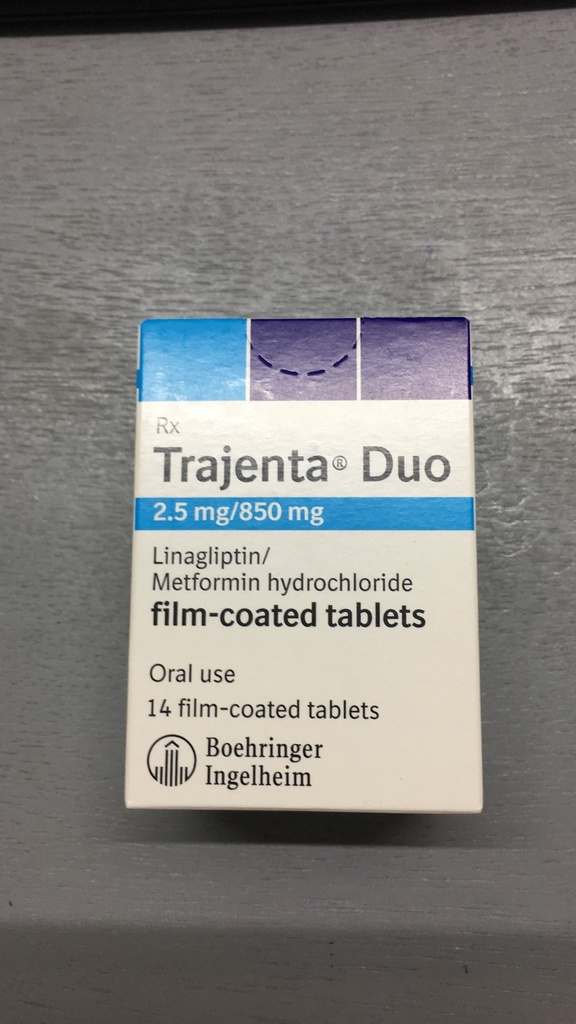 Rx
Trajenta® Duo
2.5 mg/850 mg
Linagliptin/
Metformin hydrochloride
film-coated tablets
Oral use
14 film-coated tablets
Boehringer
Ingelheim